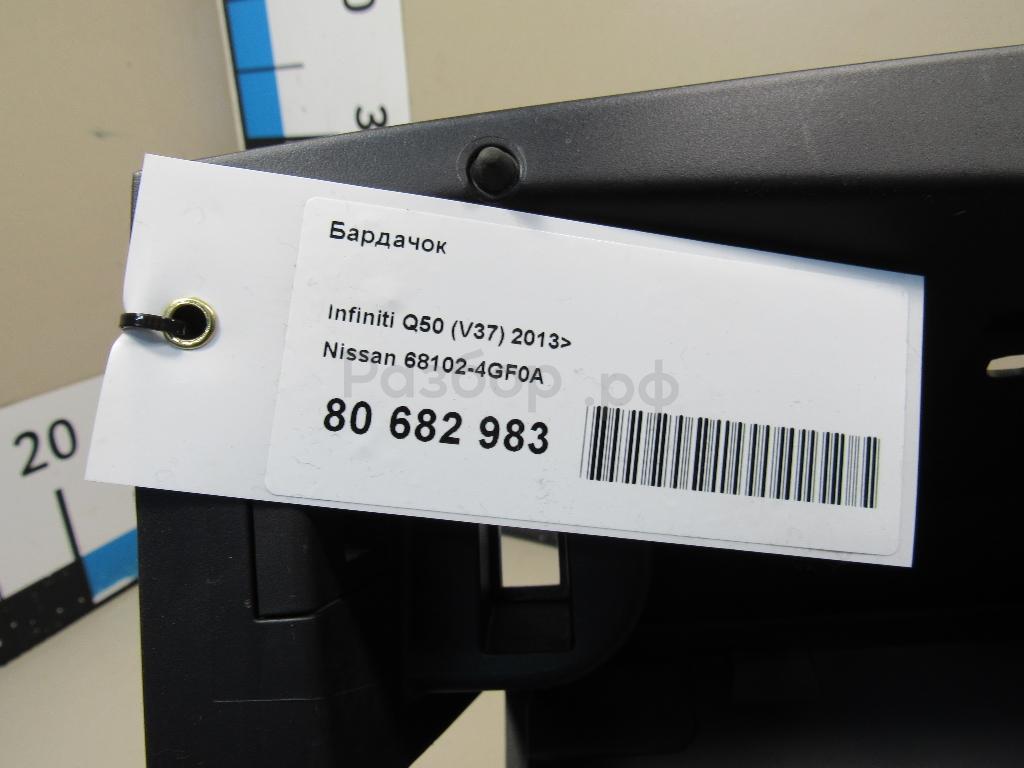 3
Бардачок
Infiniti Q50 (V37) 2013>
Nissan 68102-4GF0A
Разбор.рф
80 682 983
20